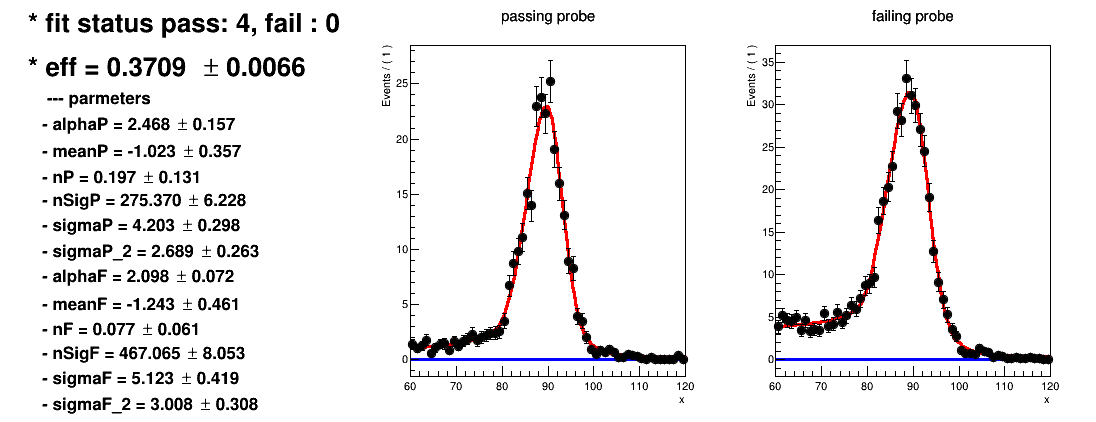 * fit status pass: 4, fail : 0
* eff = 0.3709 ± 0.0066
--- parmeters
- alphaP = 2.468 ± 0.157
- meanP = -1.023 ± 0.357
- nP = 0.197 ± 0.131
- nSigP = 275.370 ± 6.228
- sigmaP = 4.203 ± 0.298
- sigmaP_2 = 2.689 ± 0.263
- alphaF = 2.098 ± 0.072
- meanF = -1.243 ± 0.461
- nF = 0.077 ± 0.061
- nSigF = 467.065 ± 8.053
- sigmaF = 5.123 ± 0.419
- sigmaF_2 = 3.008 ± 0.308
passing probe
Events / ( 1 )
25
20
15
10
5
0
60 70 80 90 100 110 120
x
failing probe
Events / ( 1 )
35
30
25
20
15
10
5
0
60 70 80 90 100 110 120
x